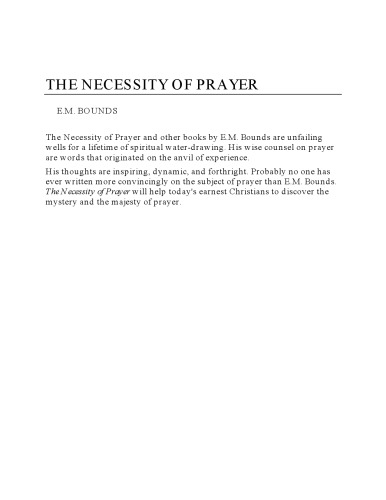 THE NECESSITY OF PRAYER
E.M. BOUNDS
The Necessity of Prayer and other books by E.M. Bounds are unfailing
wells for a lifetime of spiritual water-drawing. His wise counsel on prayer
are words that originated on the anvil of experience.
His thoughts are inspiring, dynamic, and forthright. Probably no one has
ever written more convincingly on the subject of prayer than E.M. Bounds.
The Necessity of Prayer will help today's earnest Christians to discover the
mystery and the majesty of prayer.